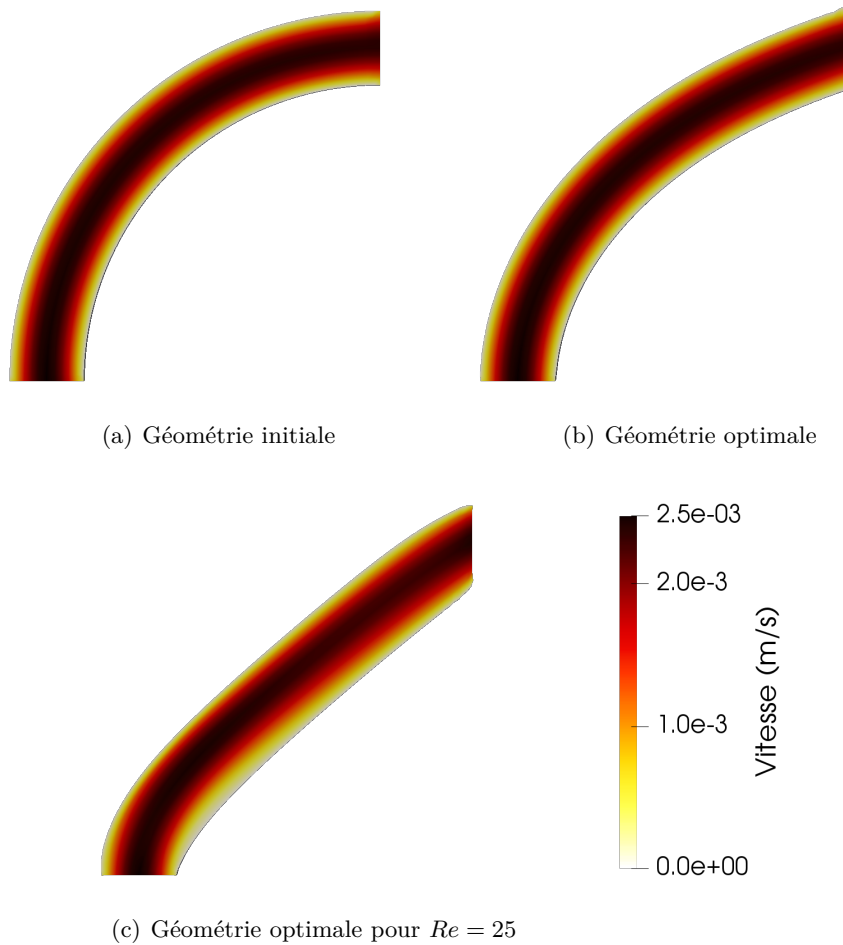 (a) Géométrie initiale
(b) Géométrie optimale
2.5e-03
2.0e-3
1.0e-3
0.0e+00
Vitesse (m/s)
(c) Géométrie optimale pour Re = 25